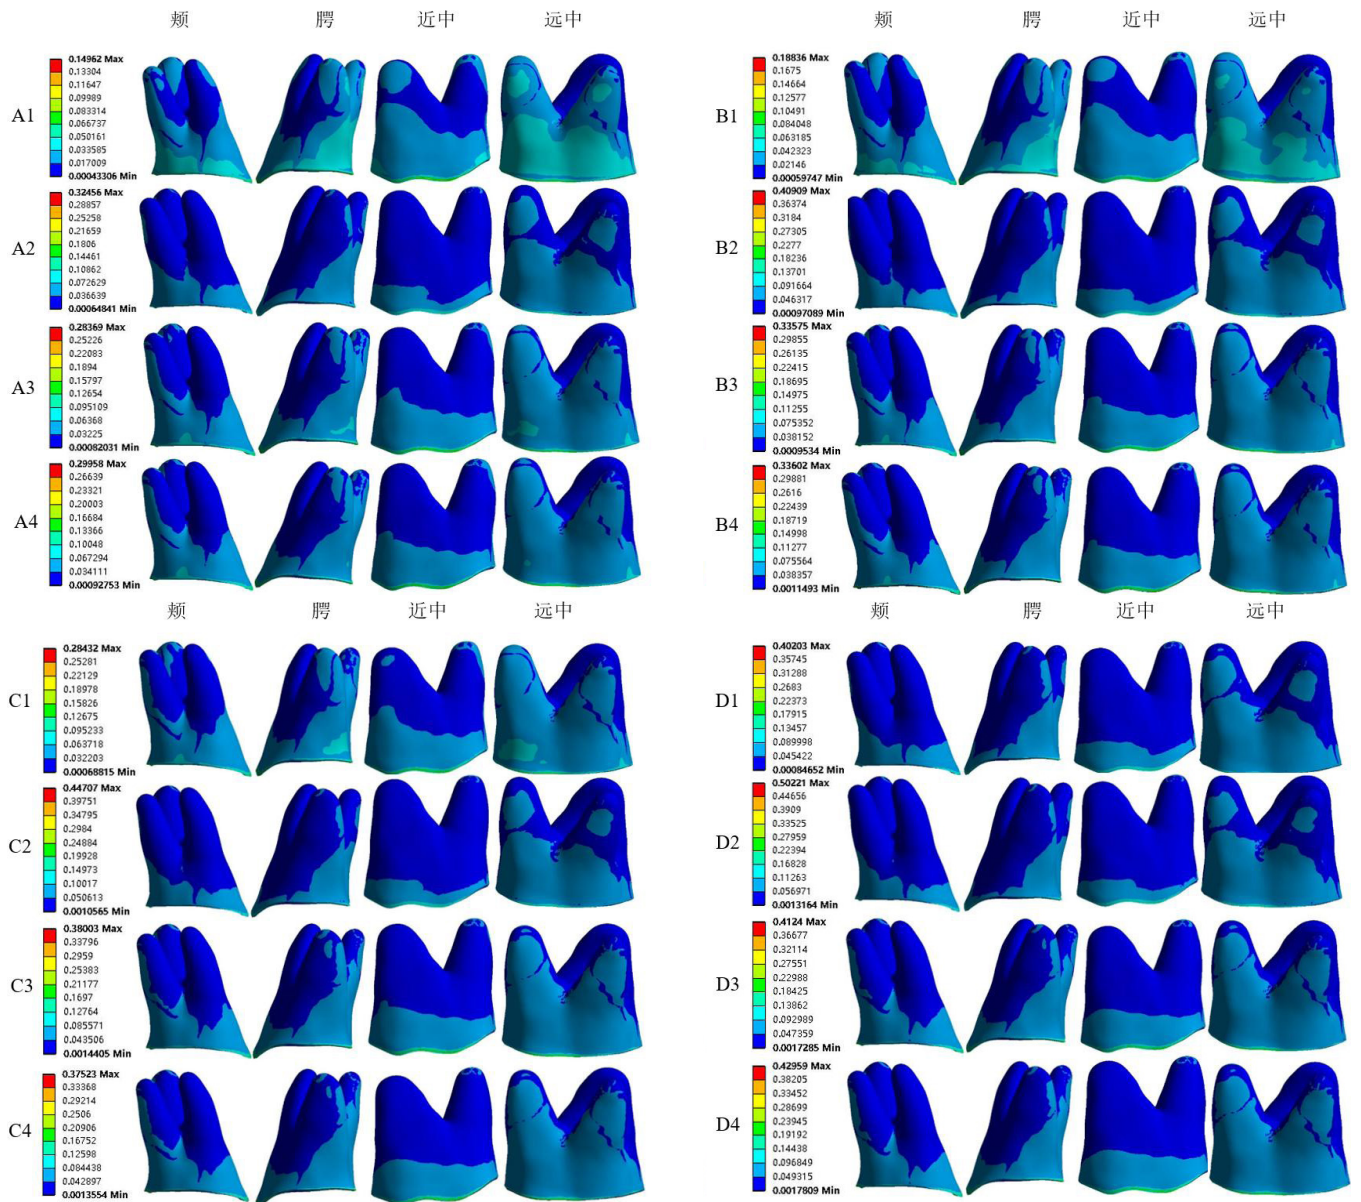 颊 腭 近中 远中
颊 腭 近中 远中
A1
0.14962 Max
0.13304
0.11647
0.09989
0.083314
0.066737
0.050161
0.033585
0.017009
0.00043306 Min
B1
0.18836 Max
0.1675
0.14664
0.12577
0.10491
0.084048
0.063185
0.042323
0.02146
0.00059747 Min
A2
0.32456 Max
0.28857
0.25258
0.21659
0.1806
0.14461
0.10862
0.072629
0.036639
0.00064841 Min
B2
0.40909 Max
0.36374
0.3184
0.27305
0.2277
0.18236
0.13701
0.091664
0.046317
0.00097089 Min
A3
0.28369 Max
0.25226
0.22083
0.1894
0.15797
0.12654
0.095109
0.06368
0.03225
0.00082031 Min
B3
0.33575 Max
0.29855
0.26135
0.22415
0.18695
0.14975
0.11255
0.075352
0.038152
0.0009534 Min
A4
0.29958 Max
0.26639
0.23321
0.20003
0.16684
0.13366
0.10048
0.067294
0.034111
0.00092753 Min
B4
0.33602 Max
0.29881
0.2616
0.22439
0.18719
0.14998
0.11277
0.075564
0.038357
0.0011493 Min
颊 腭 近中 远中
颊 腭 近中 远中
C1
0.28432 Max
0.25281
0.22129
0.18978
0.15826
0.12675
0.095233
0.063718
0.032203
0.00068815 Min
D1
0.40203 Max
0.35745
0.31288
0.2683
0.22373
0.17915
0.13457
0.089998
0.045422
0.00084652 Min
C2
0.44707 Max
0.39751
0.34795
0.2984
0.24884
0.19928
0.14973
0.10017
0.050613
0.0010565 Min
D2
0.50221 Max
0.44656
0.3909
0.33525
0.27959
0.22394
0.16828
0.11263
0.056971
0.0013164 Min
C3
0.38003 Max
0.33796
0.2959
0.25383
0.21177
0.1697
0.12764
0.085571
0.043506
0.0014405 Min
D3
0.4124 Max
0.36677
0.32114
0.27551
0.22988
0.18425
0.13862
0.092989
0.047359
0.0017285 Min
C4
0.37523 Max
0.33368
0.29214
0.2506
0.20906
0.16752
0.12598
0.084438
0.042897
0.0013554 Min
D4
0.42959 Max
0.38205
0.33452
0.28699
0.23945
0.19192
0.14438
0.096849
0.049315
0.0017809 Min